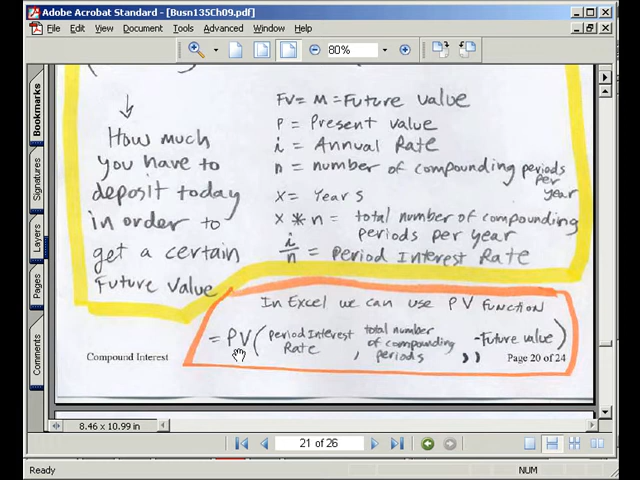 Adobe Acrobat Standard - [Busn135Ch09.pdf]
File Edit View Document Tools Advanced Window Help
80%
Bookmarks
Signatures
Layers
Pages
Comments
How much
you have to
deposit today
in order to
get a certain
Future Value
FV = M = Future Value
P = Present Value
i = Annual Rate
n = number of compounding periods
per
year
x = Years
x * n = total number of compounding
periods per year
i/n = period Interest Rate
In Excel we can use PV Function
= PV( period Interest Rate , total number of compounding periods ,, -Future value )
Compound Interest
Page 20 of 24
8.46 x 10.99 in
21 of 26
Ready
NUM